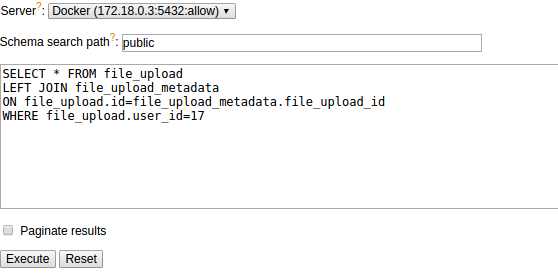 Server?: Docker (172.18.0.3:5432:allow) ▼
Schema search path?: public
SELECT * FROM file_upload
LEFT JOIN file_upload_metadata
ON file_upload.id=file_upload_metadata.file_upload_id
WHERE file_upload.user_id=17
Paginate results
Execute Reset